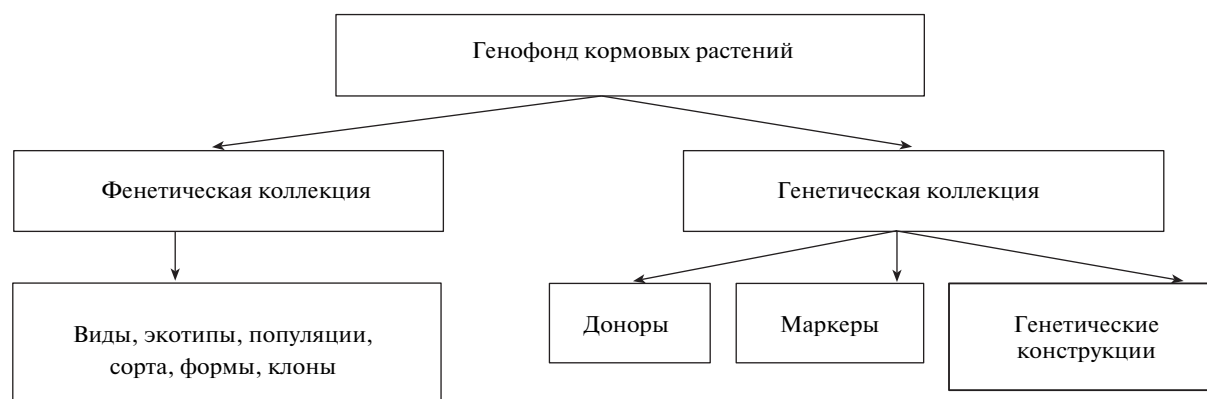 Генофонд кормовых растений
Фенетическая коллекция
Генетическая коллекция
Виды, экотипы, популяции,
сорта, формы, клоны
Доноры
Маркеры
Генетические
конструкции